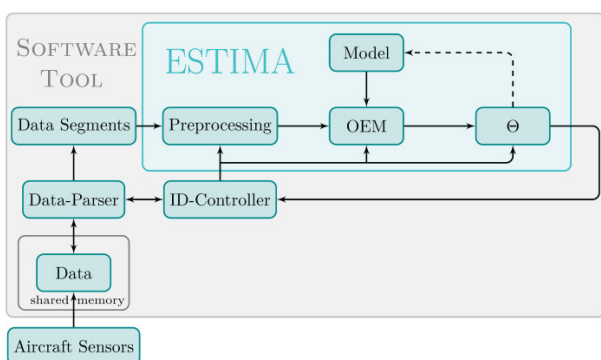 SOFTWARE
TOOL
ESTIMA
Model
Data Segments
Preprocessing
OEM
Θ
Data-Parser
ID-Controller
Data
shared memory
Aircraft Sensors